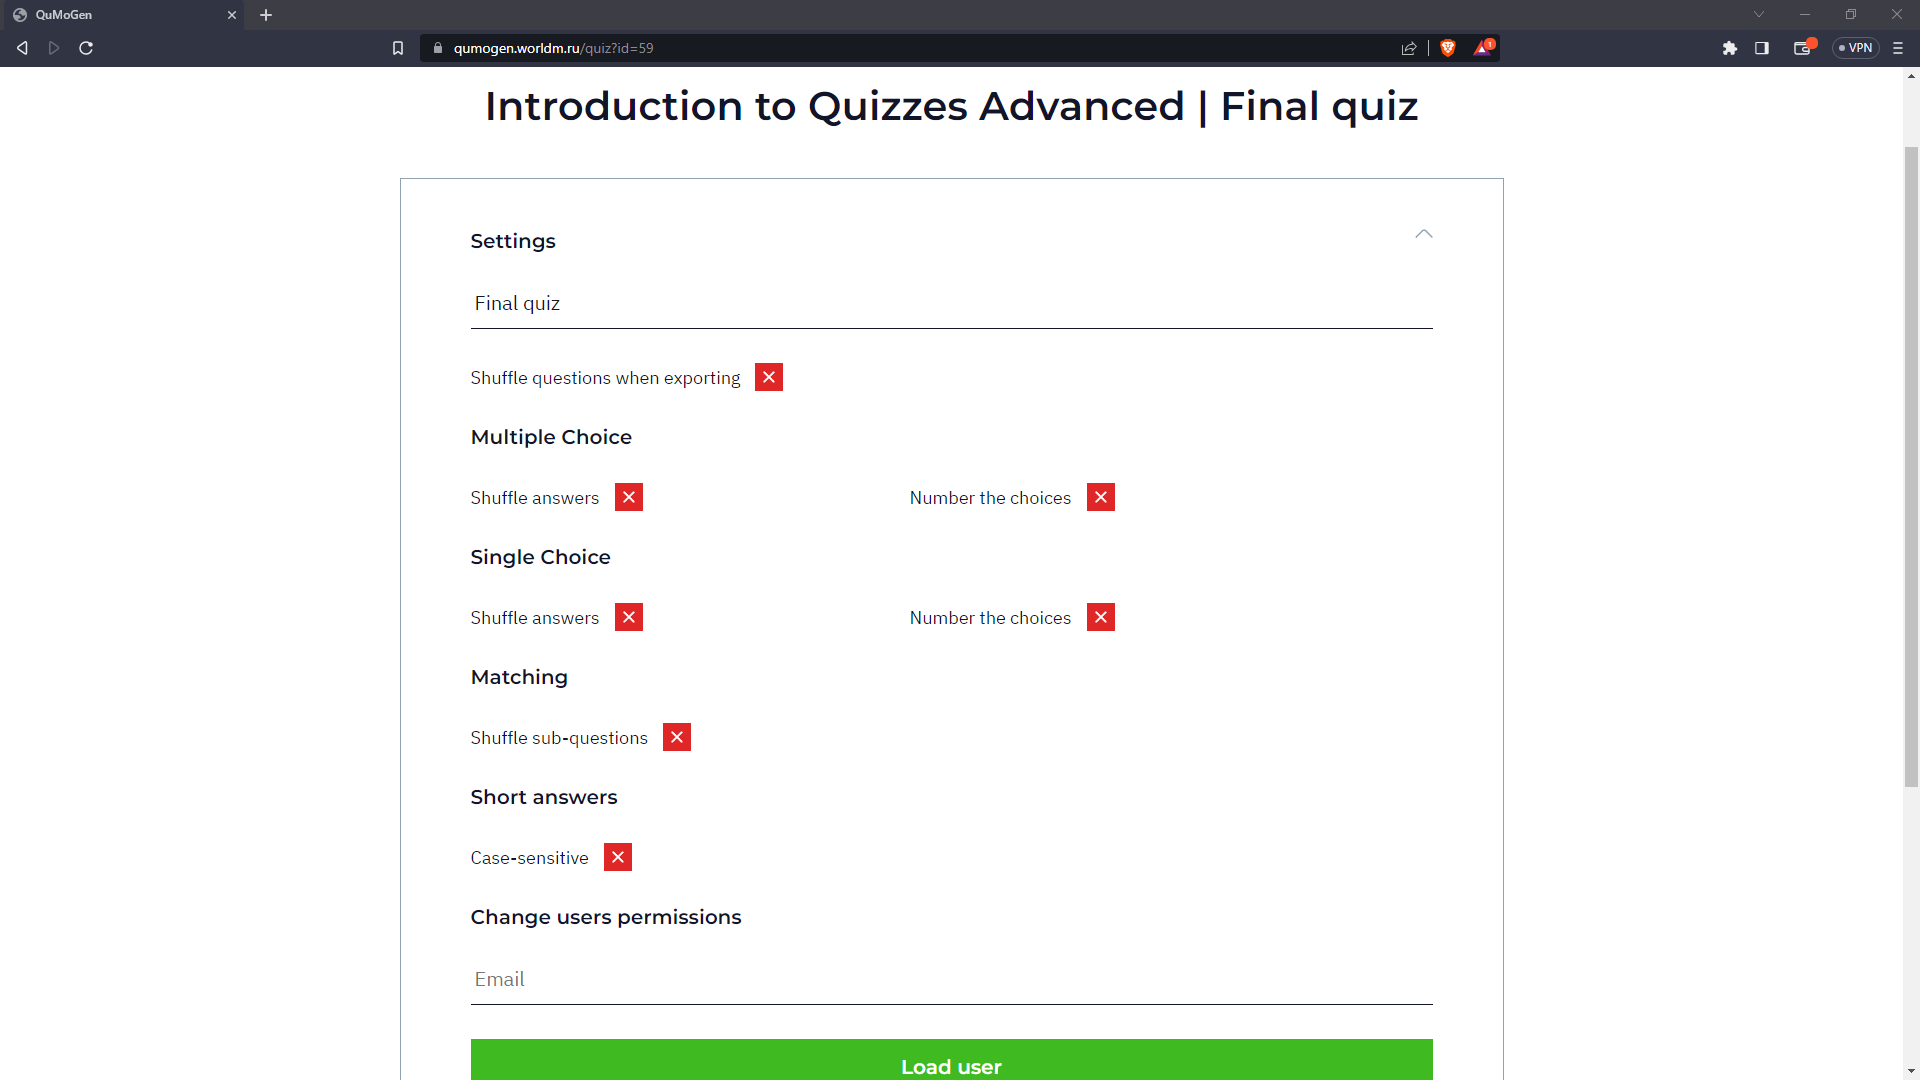 QuMoGen
qumogen.worldm.ru/quiz?id=59
1
VPN
Introduction to Quizzes Advanced | Final quiz
Settings
Final quiz
Shuffle questions when exporting
Multiple Choice
Shuffle answers Number the choices
Single Choice
Shuffle answers Number the choices
Matching
Shuffle sub-questions
Short answers
Case-sensitive
Change users permissions
Email
Load user